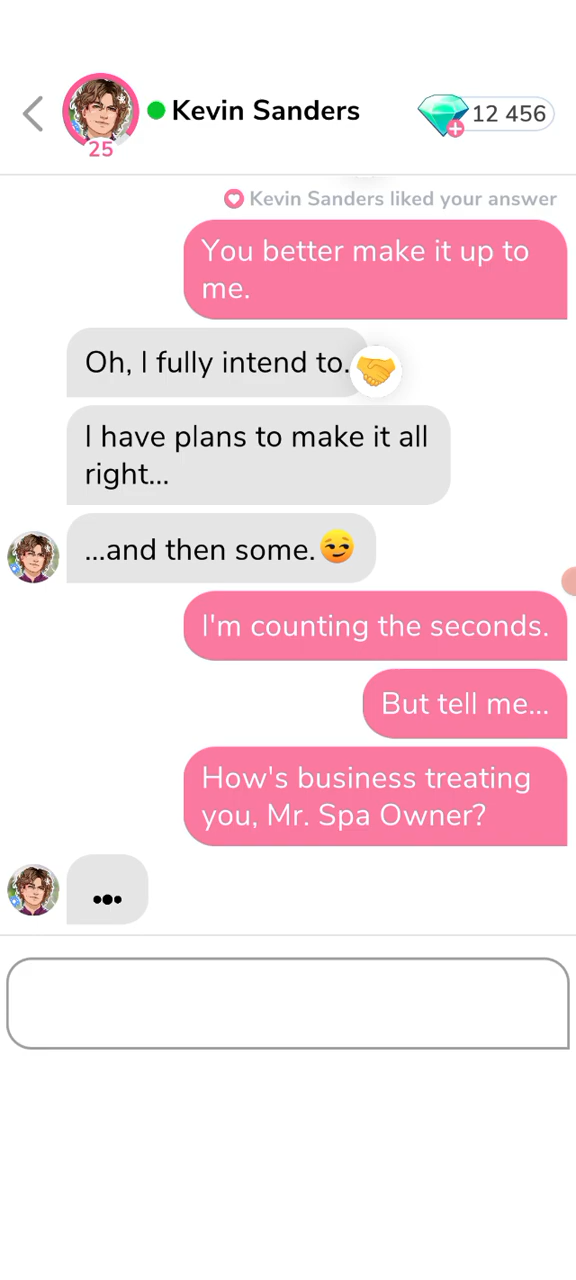 Kevin Sanders
12 456
25
Kevin Sanders liked your answer
You better make it up to
me.
Oh, I fully intend to.
I have plans to make it all
right...
...and then some.
I'm counting the seconds.
But tell me...
How's business treating
you, Mr. Spa Owner?
...